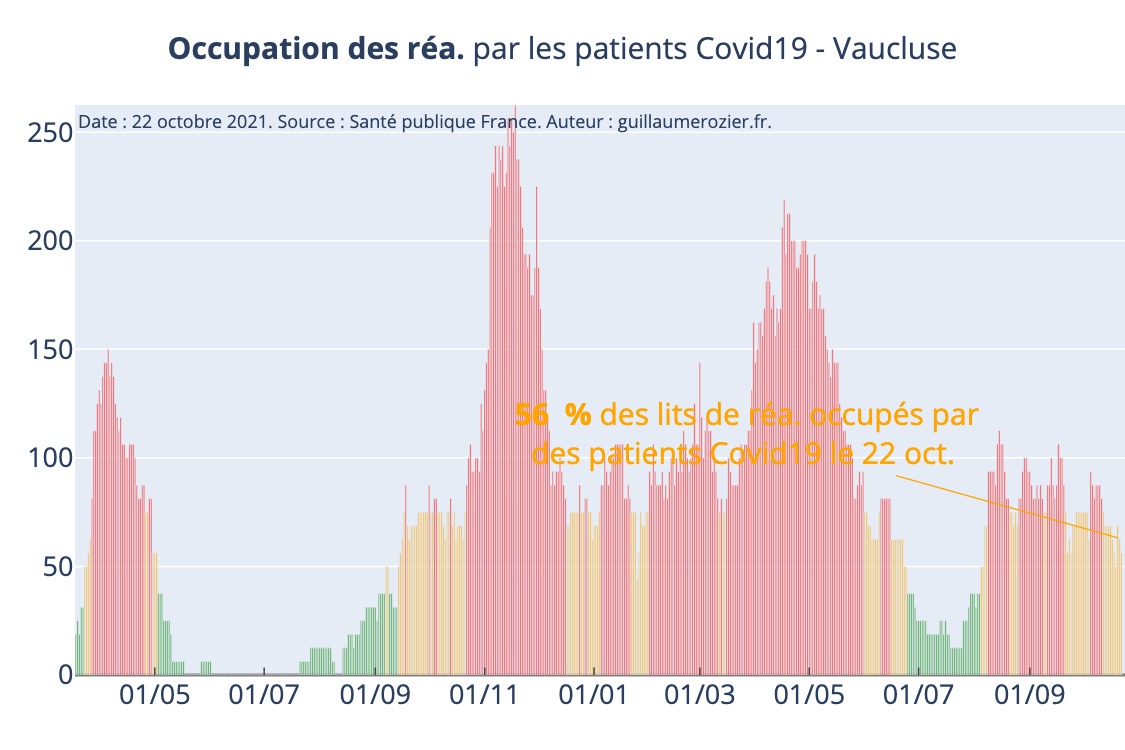 Occupation des réa. par les patients Covid19 - Vaucluse
Date : 22 octobre 2021. Source : Santé publique France. Auteur : guillaumerozier.fr.
250
200
150
100
50
0
56 % des lits de réa. occupés par
des patients Covid19 le 22 oct.
01/05 01/07 01/09 01/11 01/01 01/03 01/05 01/07 01/09